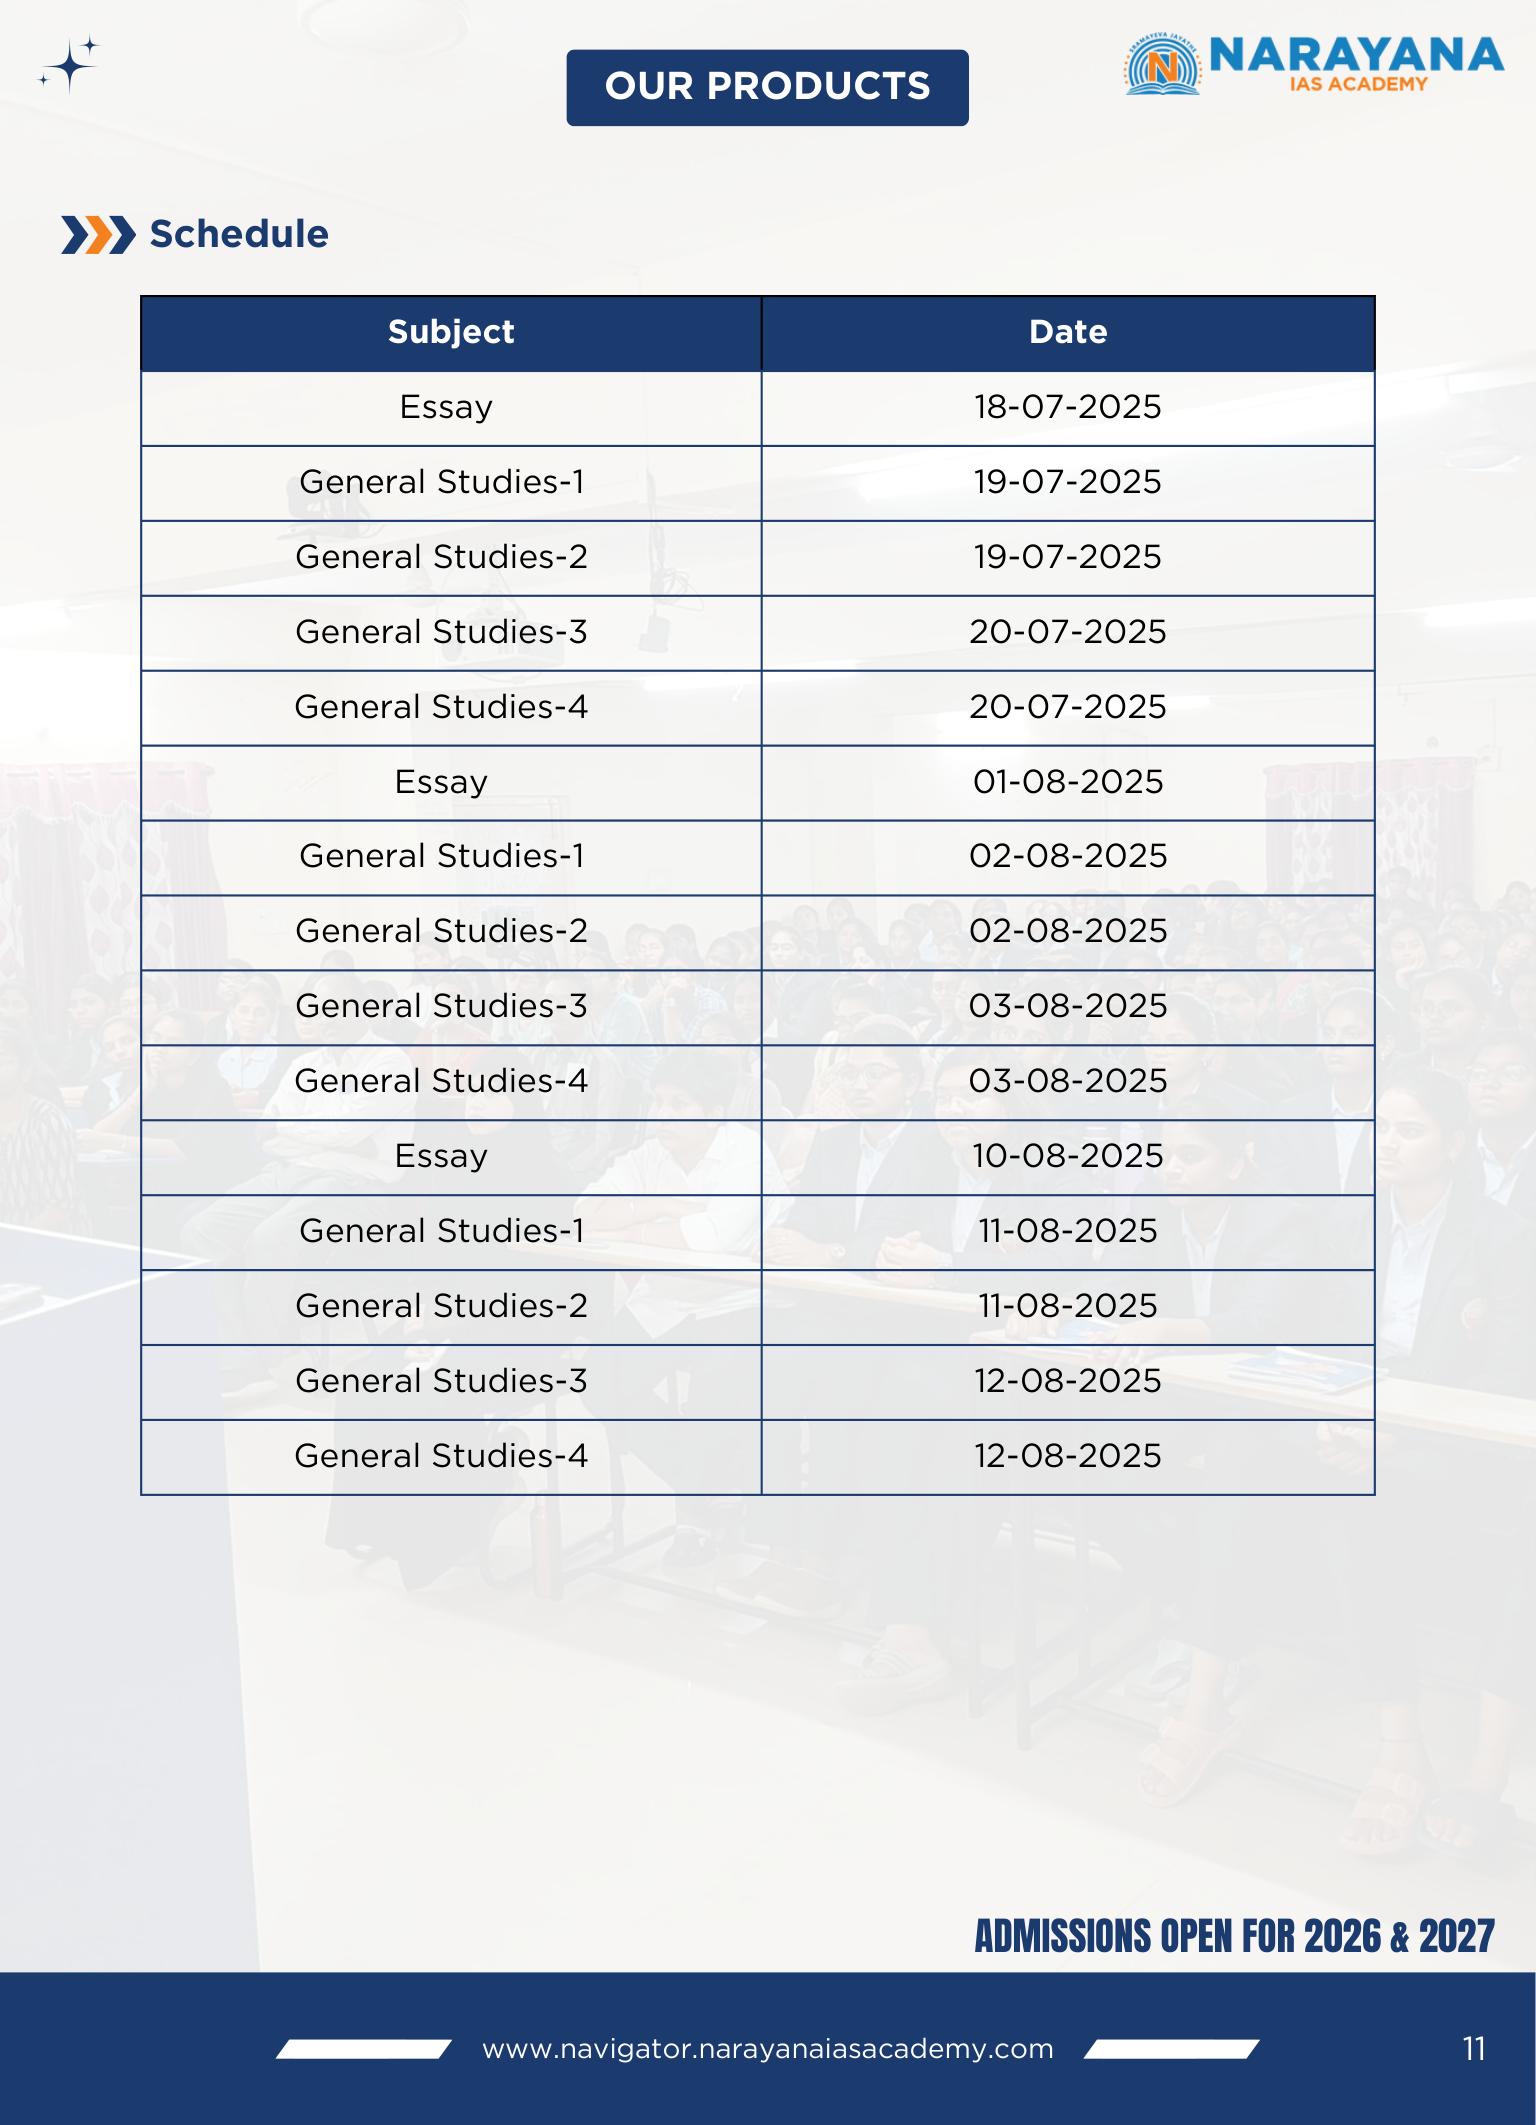 OUR PRODUCTS
NARAYANA
IAS ACADEMY
Schedule
Subject Date
Essay 18-07-2025
General Studies-1 19-07-2025
General Studies-2 19-07-2025
General Studies-3 20-07-2025
General Studies-4 20-07-2025
Essay 01-08-2025
General Studies-1 02-08-2025
General Studies-2 02-08-2025
General Studies-3 03-08-2025
General Studies-4 03-08-2025
Essay 10-08-2025
General Studies-1 11-08-2025
General Studies-2 11-08-2025
General Studies-3 12-08-2025
General Studies-4 12-08-2025
ADMISSIONS OPEN FOR 2026 & 2027
www.navigator.narayanaiasacademy.com
11